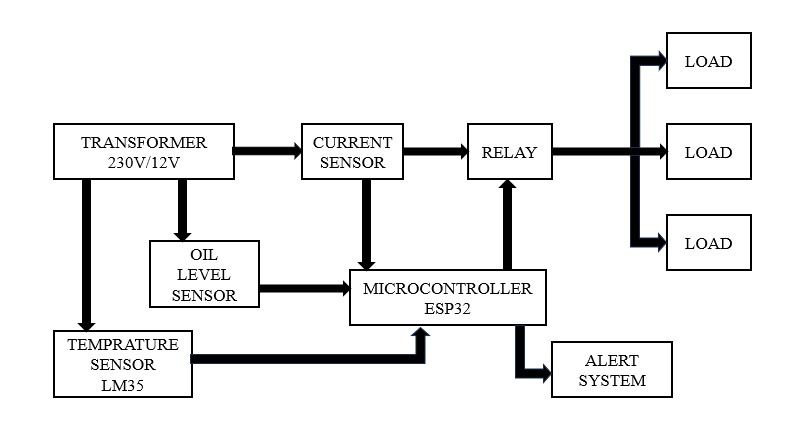 LOAD
TRANSFORMER
230V/12V
CURRENT
SENSOR
RELAY
LOAD
OIL
LEVEL
SENSOR
LOAD
MICROCONTROLLER
ESP32
TEMPRATURE
SENSOR
LM35
ALERT
SYSTEM